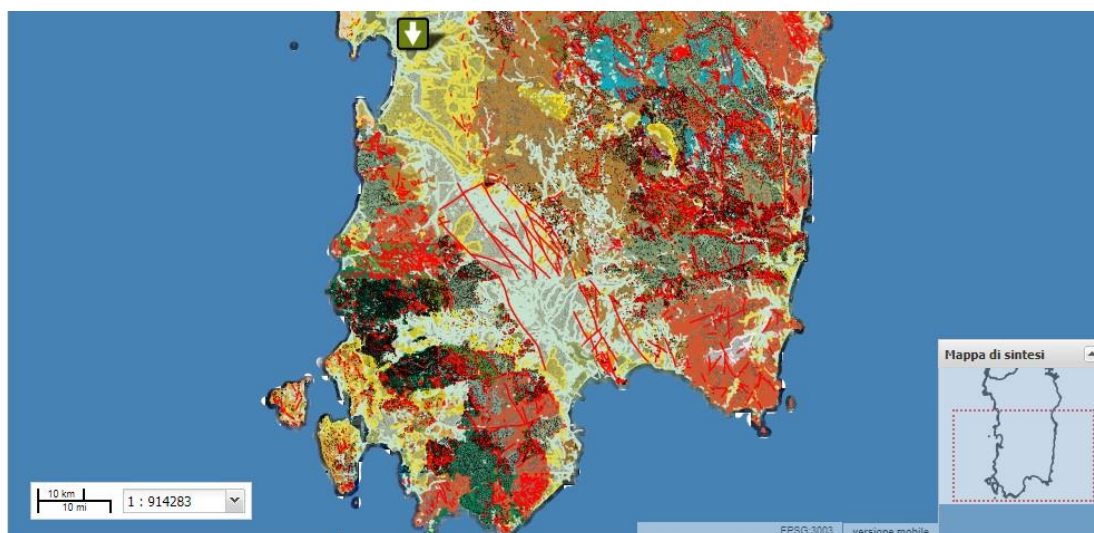 Mappa di sintesi
10 km
10 mi
1 : 914283
EPSG:3003
versione mobile